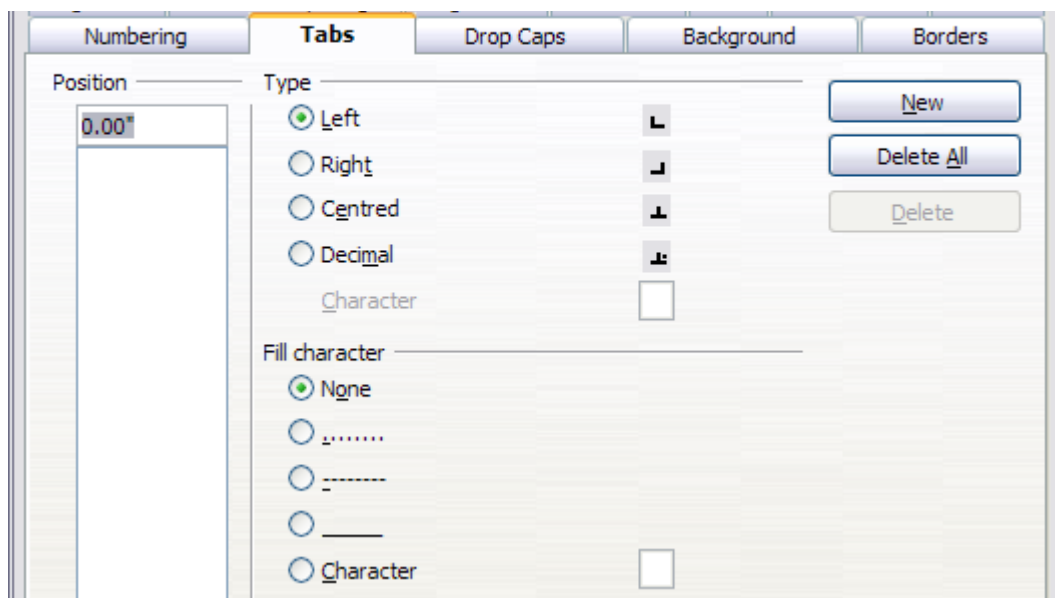 Numbering Tabs Drop Caps Background Borders
Position
0.00"
Type
Left
Right
Centred
Decimal
Character
Fill character
None
........
--------
_____
Character
New
Delete All
Delete